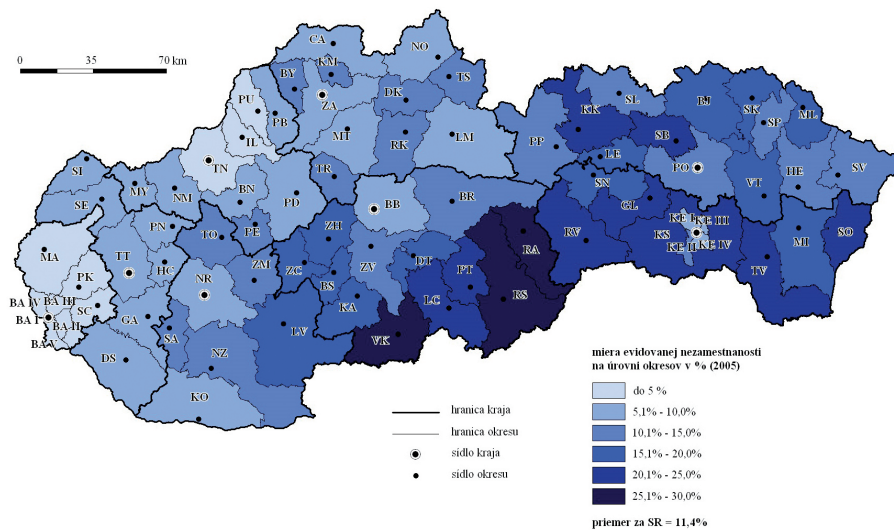 0 35 70 km
CA NO
KM TS
BY ZA DK
PU PB
IL MT RK LM
TN
SL BJ SK ML
KK SP
PP SB
LE PO HE SV
SI
MY NM BN TR
SE PD BB BR
SN VT
GL
KE I KE III
RV KS KE II KE IV MI SO
PN TO PE ZH RA
MA TT
PK HC NR ZM ZC ZV DT PT TV
BS
BA IV BA III SC
BA I BA II GA KA LC RS
BA V SA LV VK
DS NZ
KO
miera evidovanej nezamestnanosti
na úrovni okresov v % (2005)
do 5 %
5,1% - 10,0%
10,1% - 15,0%
15,1% - 20,0%
20,1% - 25,0%
25,1% - 30,0%
priemer za SR = 11,4%
hranica kraja
hranica okresu
sídlo kraja
sídlo okresu